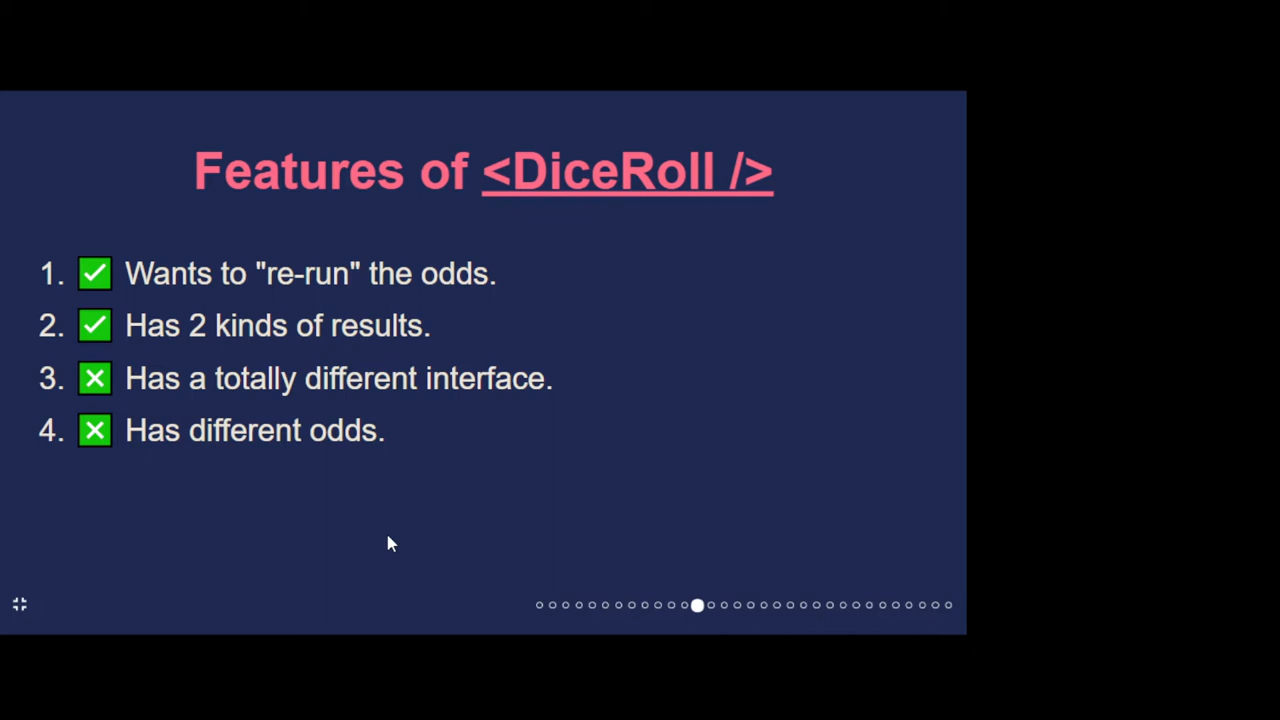 Features of <DiceRoll />
1. ✅ Wants to "re-run" the odds.
2. ✅ Has 2 kinds of results.
3. ❎ Has a totally different interface.
4. ❎ Has different odds.